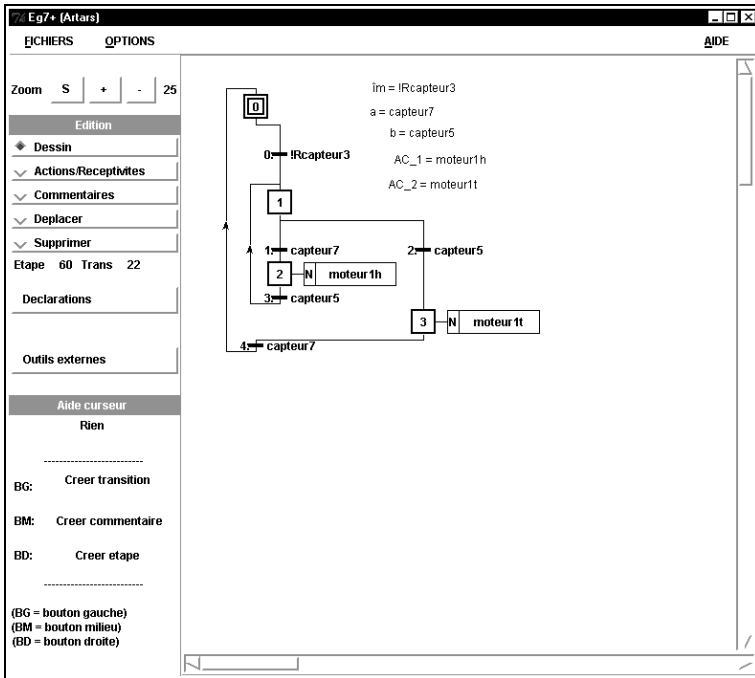 7k Eg7+ (Artars)
FICHIERS OPTIONS AIDE
Zoom S + - 25
Edition
Dessin
Actions/Receptivites
Commentaires
Deplacer
Supprimer
Etape 60 Trans 22
Declarations
Outils externes
Aide curseur
Rien
-------------------------
BG: Creer transition
BM: Creer commentaire
BD: Creer etape
-------------------------
(BG = bouton gauche)
(BM = bouton milieu)
(BD = bouton droite)
îm = !Rcapteur3
a = capteur7
b = capteur5
AC_1 = moteur1h
AC_2 = moteur1t
0
0. !Rcapteur3
1
1. capteur7
2. capteur5
2 N moteur1h
3. capteur5
3 N moteur1t
4. capteur7